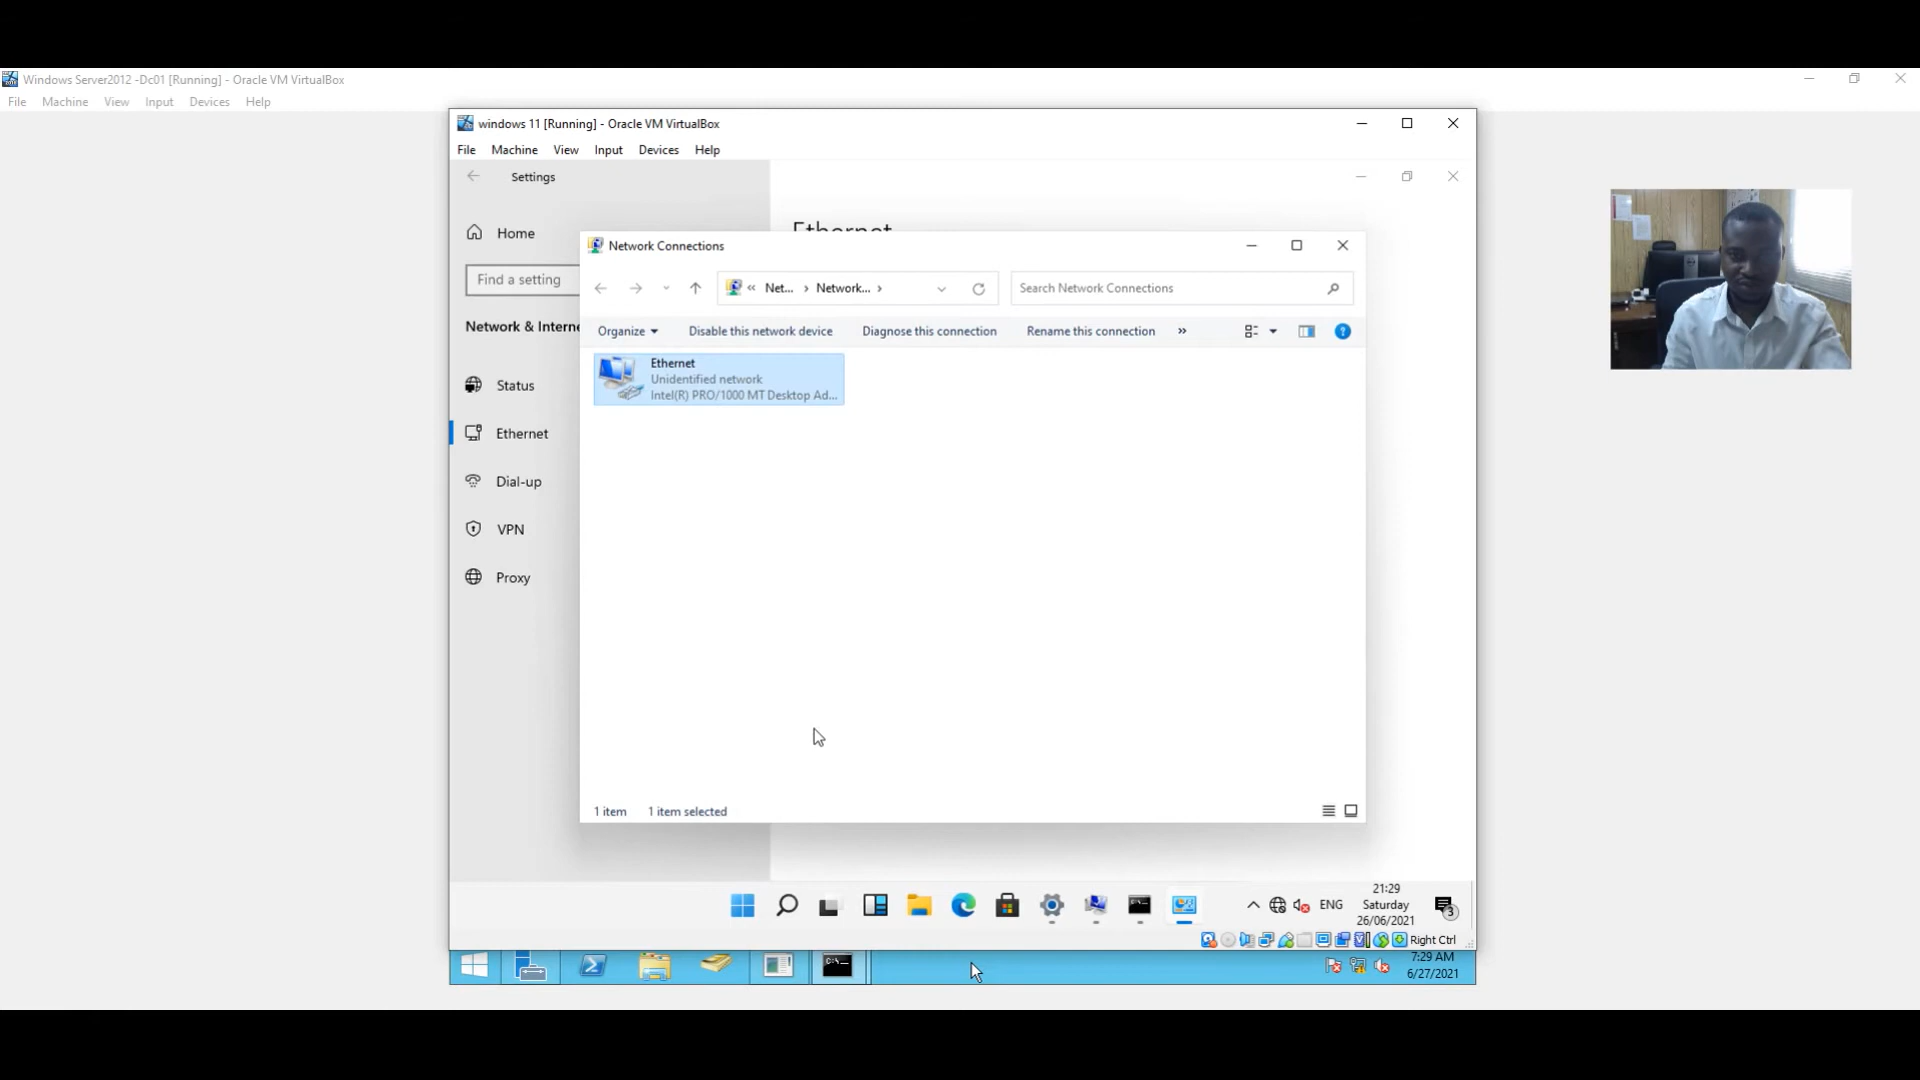 Windows Server2012 -Dc01 [Running] - Oracle VM VirtualBox
File Machine View Input Devices Help
windows 11 [Running] - Oracle VM VirtualBox
File Machine View Input Devices Help
Settings
Home
Ethernet
Find a setting
Network & Interne
Status
Ethernet
Dial-up
VPN
Proxy
Network Connections
« Net... › Network... ›
Search Network Connections
Organize
Disable this network device
Diagnose this connection
Rename this connection
»
Ethernet
Unidentified network
Intel(R) PRO/1000 MT Desktop Ad...
1 item
1 item selected
ENG
21:29
Saturday
26/06/2021
3
Right Ctrl
7:29 AM
6/27/2021